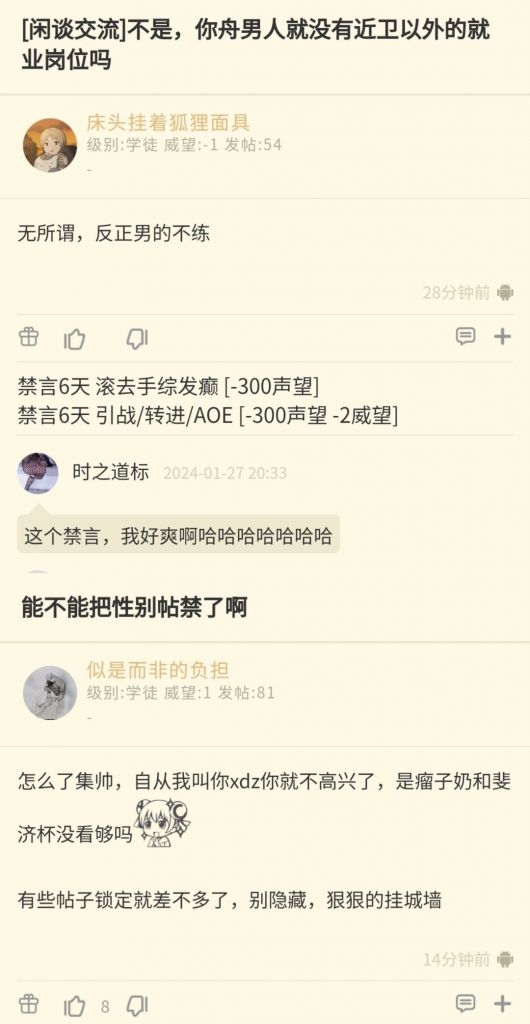 [闲谈交流]不是，你舟男人就没有近卫以外的就
业岗位吗
床头挂着狐狸面具
级别:学徒 威望:-1 发帖:54
-
无所谓，反正男的不练
28分钟前
禁言6天 滚去手综发癫 [-300声望]
禁言6天 引战/转进/AOE [-300声望 -2威望]
时之道标 2024-01-27 20:33
这个禁言，我好爽啊哈哈哈哈哈哈哈
能不能把性别帖禁了啊
似是而非的负担
级别:学徒 威望:1 发帖:81
-
怎么了集帅，自从我叫你xdz你就不高兴了，是瘤子奶和斐
济杯没看够吗
有些帖子锁定就差不多了，别隐藏，狠狠的挂城墙
14分钟前
8